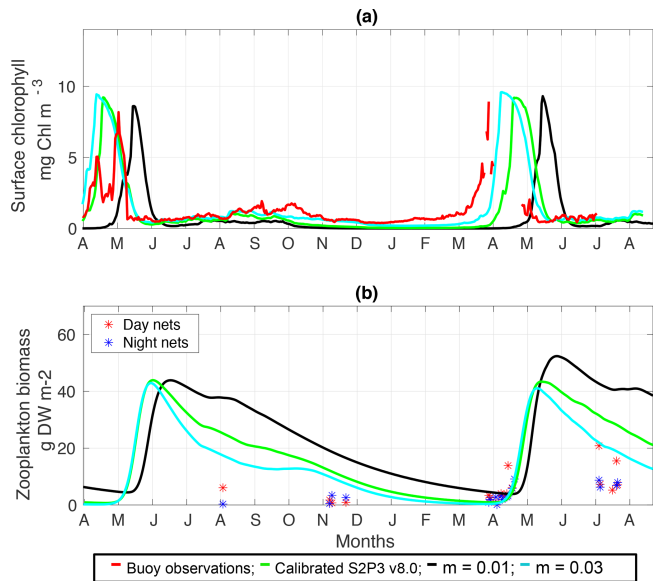 (a)
Surface chlorophyll
mg Chl m -3
10
5
0
A M J J A S O N D J F M A M J J A
(b)
Zooplankton biomass
g DW m-2
60
40
20
0
Day nets
Night nets
A M J J A S O N D J F M A M J J A
Months
Buoy observations; Calibrated S2P3 v8.0; m = 0.01; m = 0.03